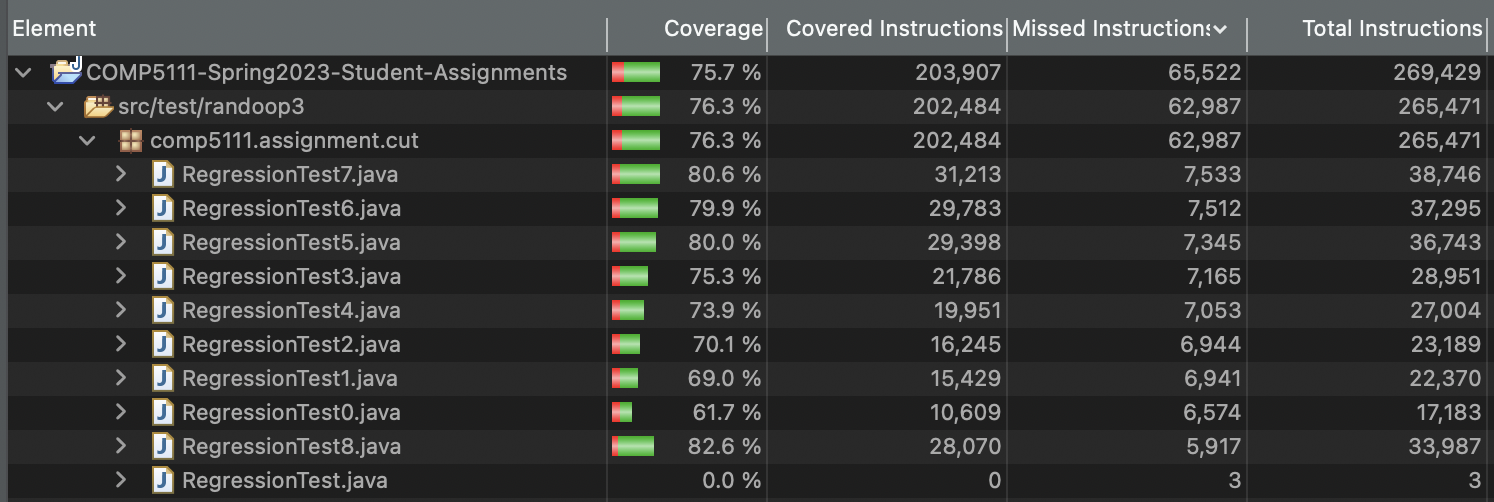 Element Coverage Covered Instructions Missed Instructions Total Instructions
COMP5111-Spring2023-Student-Assignments 75.7 % 203,907 65,522 269,429
src/test/randoop3 76.3 % 202,484 62,987 265,471
comp5111.assignment.cut 76.3 % 202,484 62,987 265,471
RegressionTest7.java 80.6 % 31,213 7,533 38,746
RegressionTest6.java 79.9 % 29,783 7,512 37,295
RegressionTest5.java 80.0 % 29,398 7,345 36,743
RegressionTest3.java 75.3 % 21,786 7,165 28,951
RegressionTest4.java 73.9 % 19,951 7,053 27,004
RegressionTest2.java 70.1 % 16,245 6,944 23,189
RegressionTest1.java 69.0 % 15,429 6,941 22,370
RegressionTest0.java 61.7 % 10,609 6,574 17,183
RegressionTest8.java 82.6 % 28,070 5,917 33,987
RegressionTest.java 0.0 % 0 3 3